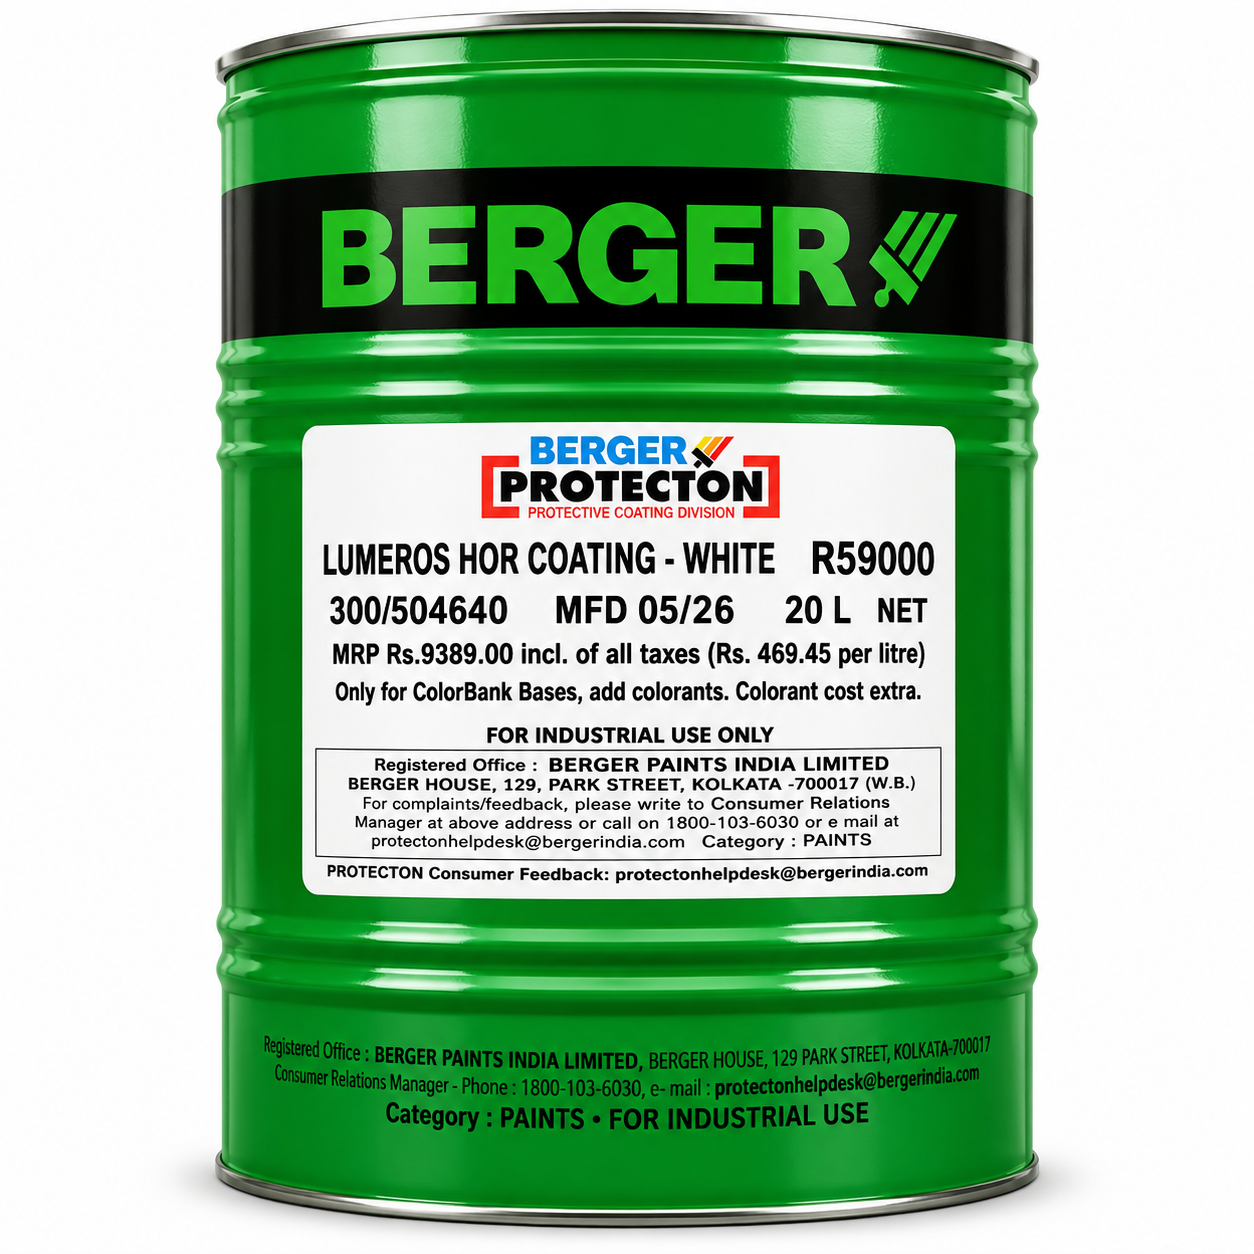 BERGER
BERGER
PROTECTON
PROTECTIVE COATING DIVISION
LUMEROS HOR COATING - WHITE R59000
300/504640 MFD 05/26 20 L NET
MRP Rs.9389.00 incl. of all taxes (Rs. 469.45 per litre)
Only for ColorBank Bases, add colorants. Colorant cost extra.
FOR INDUSTRIAL USE ONLY
Registered Office : BERGER PAINTS INDIA LIMITED
BERGER HOUSE, 129, PARK STREET, KOLKATA -700017 (W.B.)
For complaints/feedback, please write to Consumer Relations
Manager at above address or call on 1800-103-6030 or e mail at
protectonhelpdesk@bergerindia.com Category : PAINTS
PROTECTON Consumer Feedback: protectonhelpdesk@bergerindia.com
Registered Office : BERGER PAINTS INDIA LIMITED, BERGER HOUSE, 129 PARK STREET, KOLKATA-700017
Consumer Relations Manager - Phone : 1800-103-6030, e- mail : protectonhelpdesk@bergerindia.com
Category : PAINTS • FOR INDUSTRIAL USE